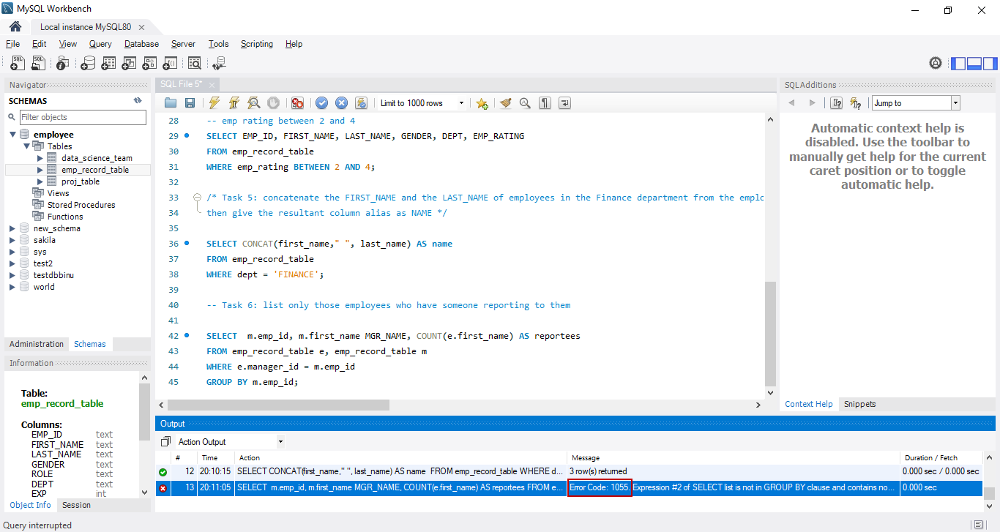 MySQL Workbench
Local instance MySQL80
File Edit View Query Database Server Tools Scripting Help
Navigator
SCHEMAS
Filter objects
employee
Tables
data_science_team
emp_record_table
proj_table
Views
Stored Procedures
Functions
new_schema
sakila
sys
test2
testdbbinu
world
Administration Schemas
Information
Table:
emp_record_table
Columns:
EMP_ID text
FIRST_NAME text
LAST_NAME text
GENDER text
ROLE text
DEPT text
EXP int
Object Info Session
SQL File 5*
Limit to 1000 rows
28 -- emp rating between 2 and 4
29 SELECT EMP_ID, FIRST_NAME, LAST_NAME, GENDER, DEPT, EMP_RATING
30 FROM emp_record_table
31 WHERE emp_rating BETWEEN 2 AND 4;
32
33 /* Task 5: concatenate the FIRST_NAME and the LAST_NAME of employees in the Finance department from the emplo
34 then give the resultant column alias as NAME */
35
36 SELECT CONCAT(first_name," ", last_name) AS name
37 FROM emp_record_table
38 WHERE dept = 'FINANCE';
39
40 -- Task 6: list only those employees who have someone reporting to them
41
42 SELECT  m.emp_id, m.first_name MGR_NAME, COUNT(e.first_name) AS reportees
43 FROM emp_record_table e, emp_record_table m
44 WHERE e.manager_id = m.emp_id
45 GROUP BY m.emp_id;
SQLAdditions
Jump to
Automatic context help is
disabled. Use the toolbar to
manually get help for the current
caret position or to toggle
automatic help.
Context Help Snippets
Output
Action Output
# Time Action Message Duration / Fetch
12 20:10:15 SELECT CONCAT(first_name," ", last_name) AS name  FROM emp_record_table WHERE d... 3 row(s) returned 0.000 sec / 0.000 sec
13 20:11:05 SELECT  m.emp_id, m.first_name MGR_NAME, COUNT(e.first_name) AS reportees FROM e... Error Code: 1055. Expression #2 of SELECT list is not in GROUP BY clause and contains no... 0.000 sec
Query interrupted